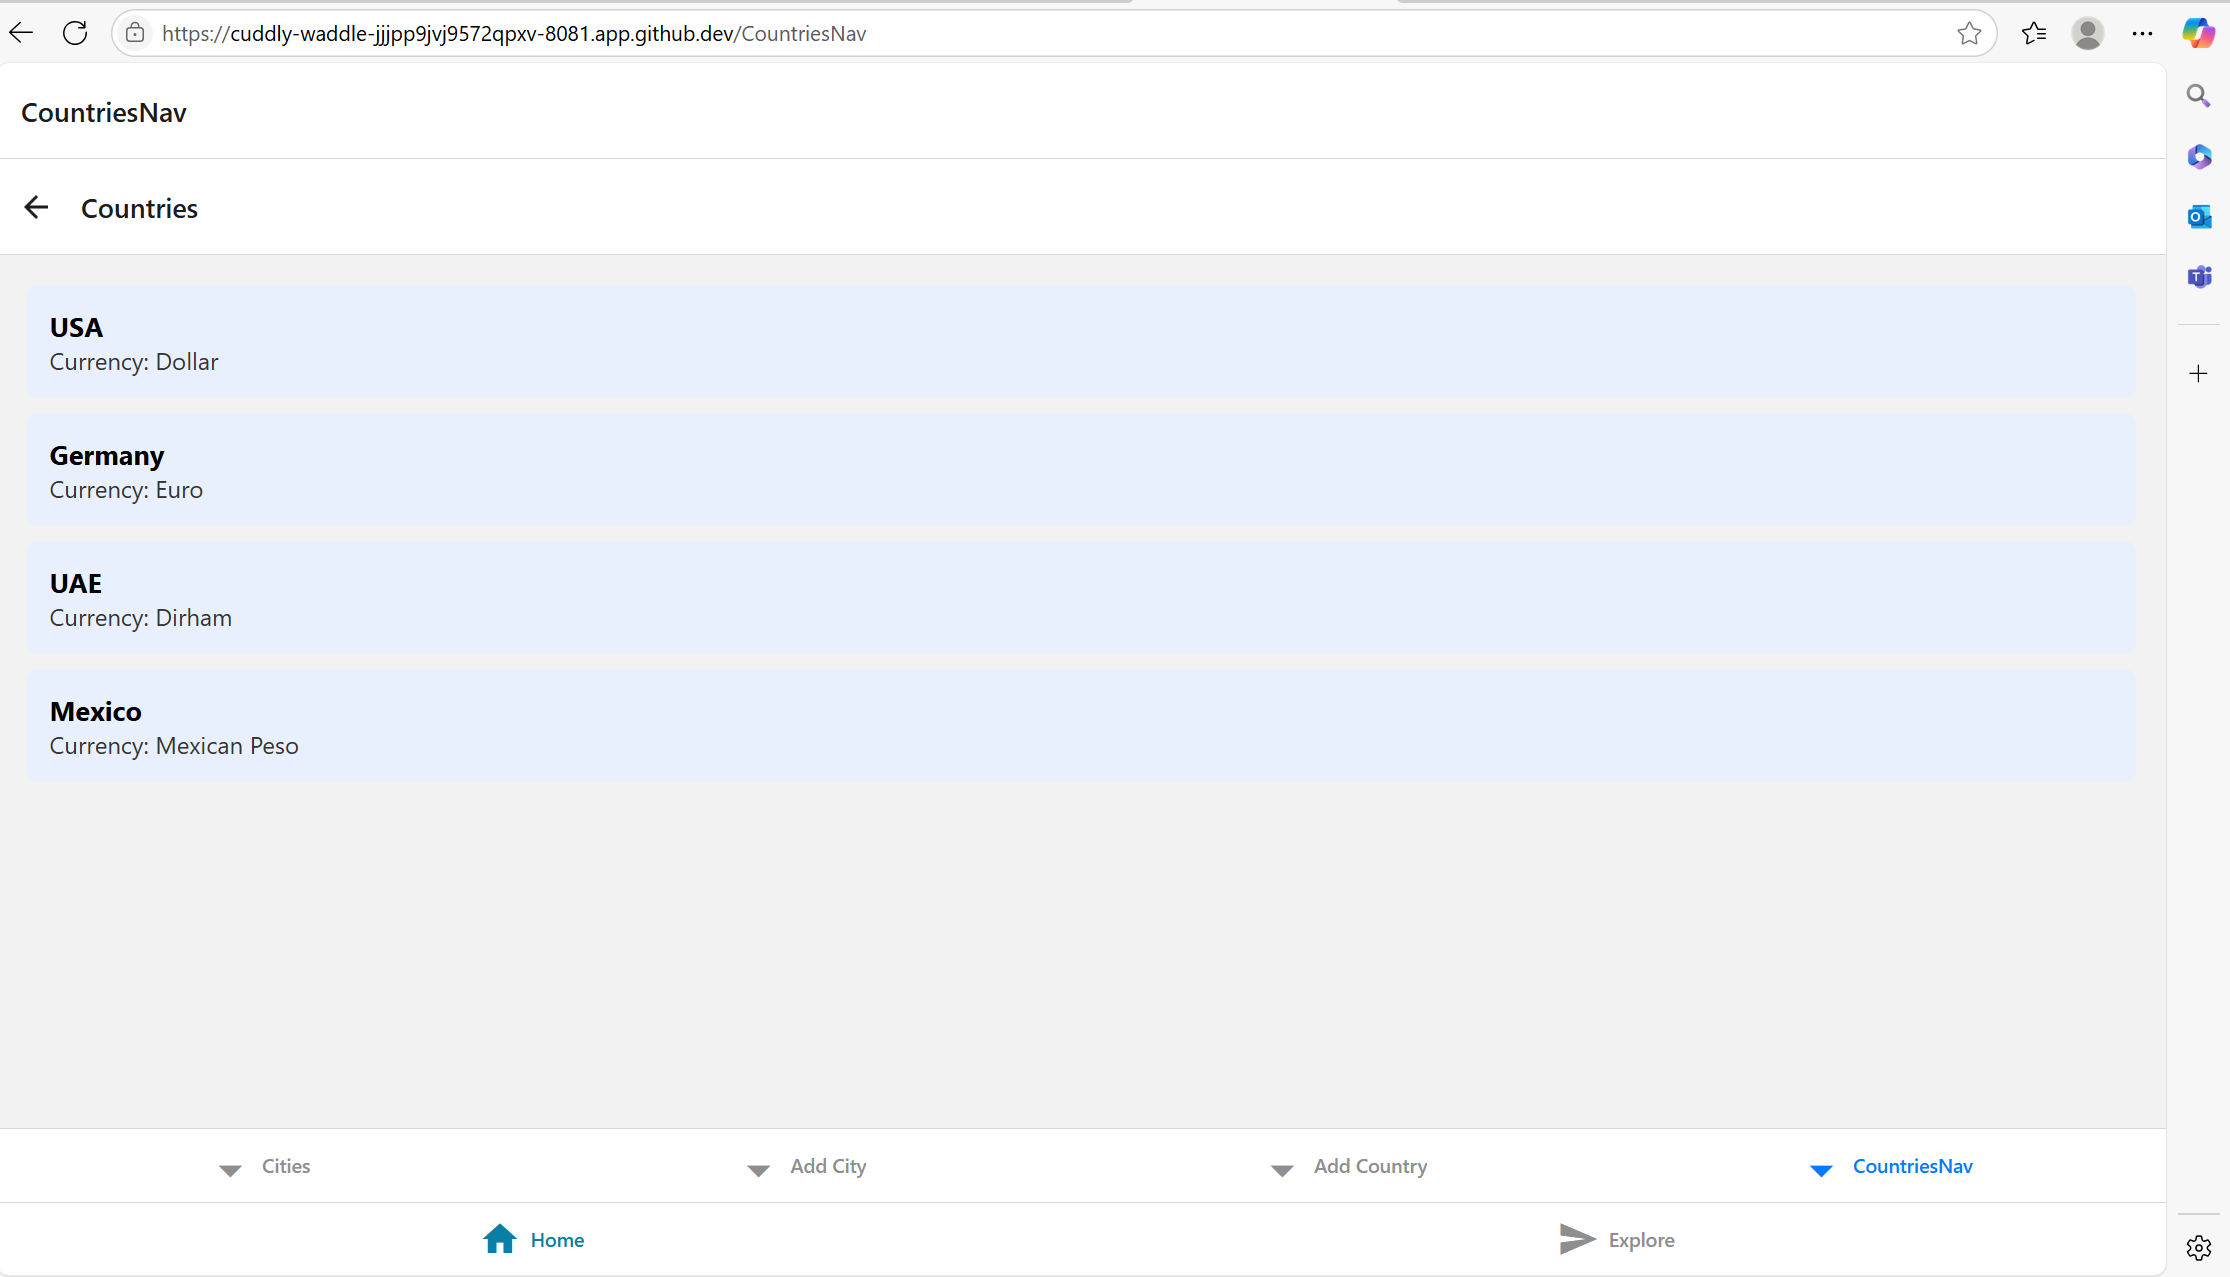 https://cuddly-waddle-jjjpp9jvj9572qpxv-8081.app.github.dev/CountriesNav
CountriesNav
Countries
USA
Currency: Dollar
Germany
Currency: Euro
UAE
Currency: Dirham
Mexico
Currency: Mexican Peso
Cities Add City Add Country CountriesNav
Home Explore